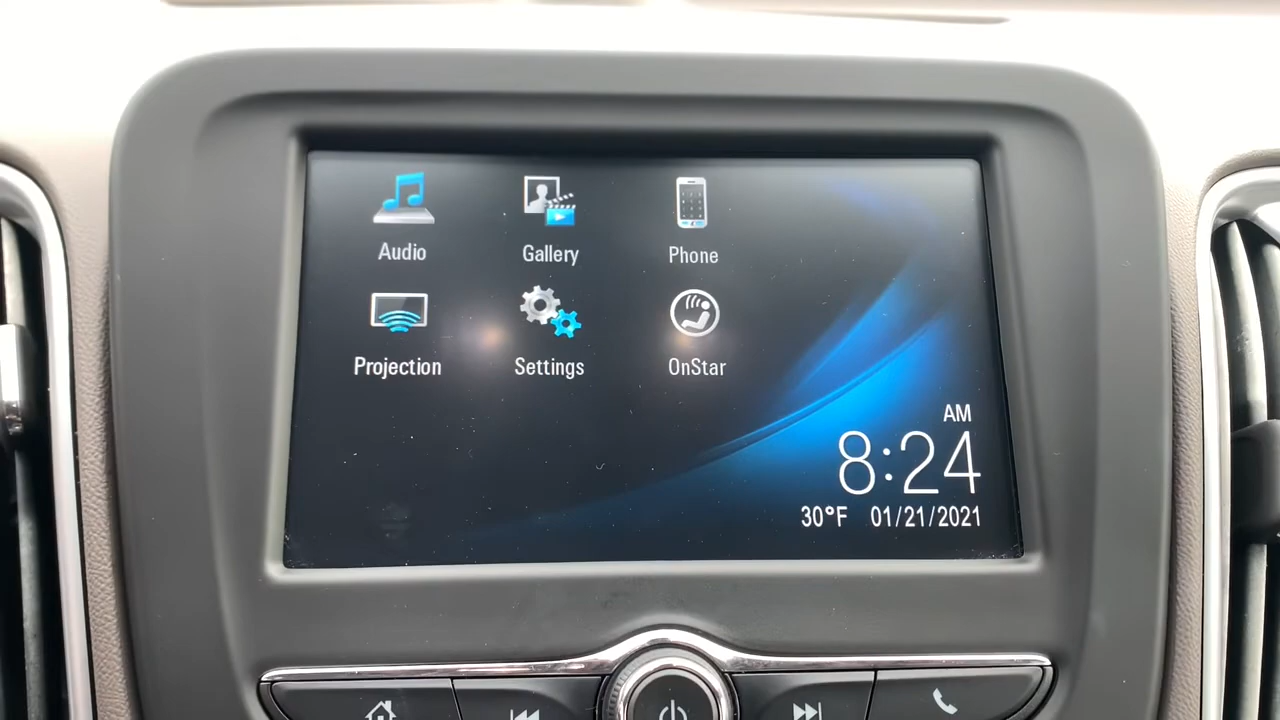 Audio Gallery Phone
Projection Settings OnStar
AM
8:24
30°F 01/21/2021